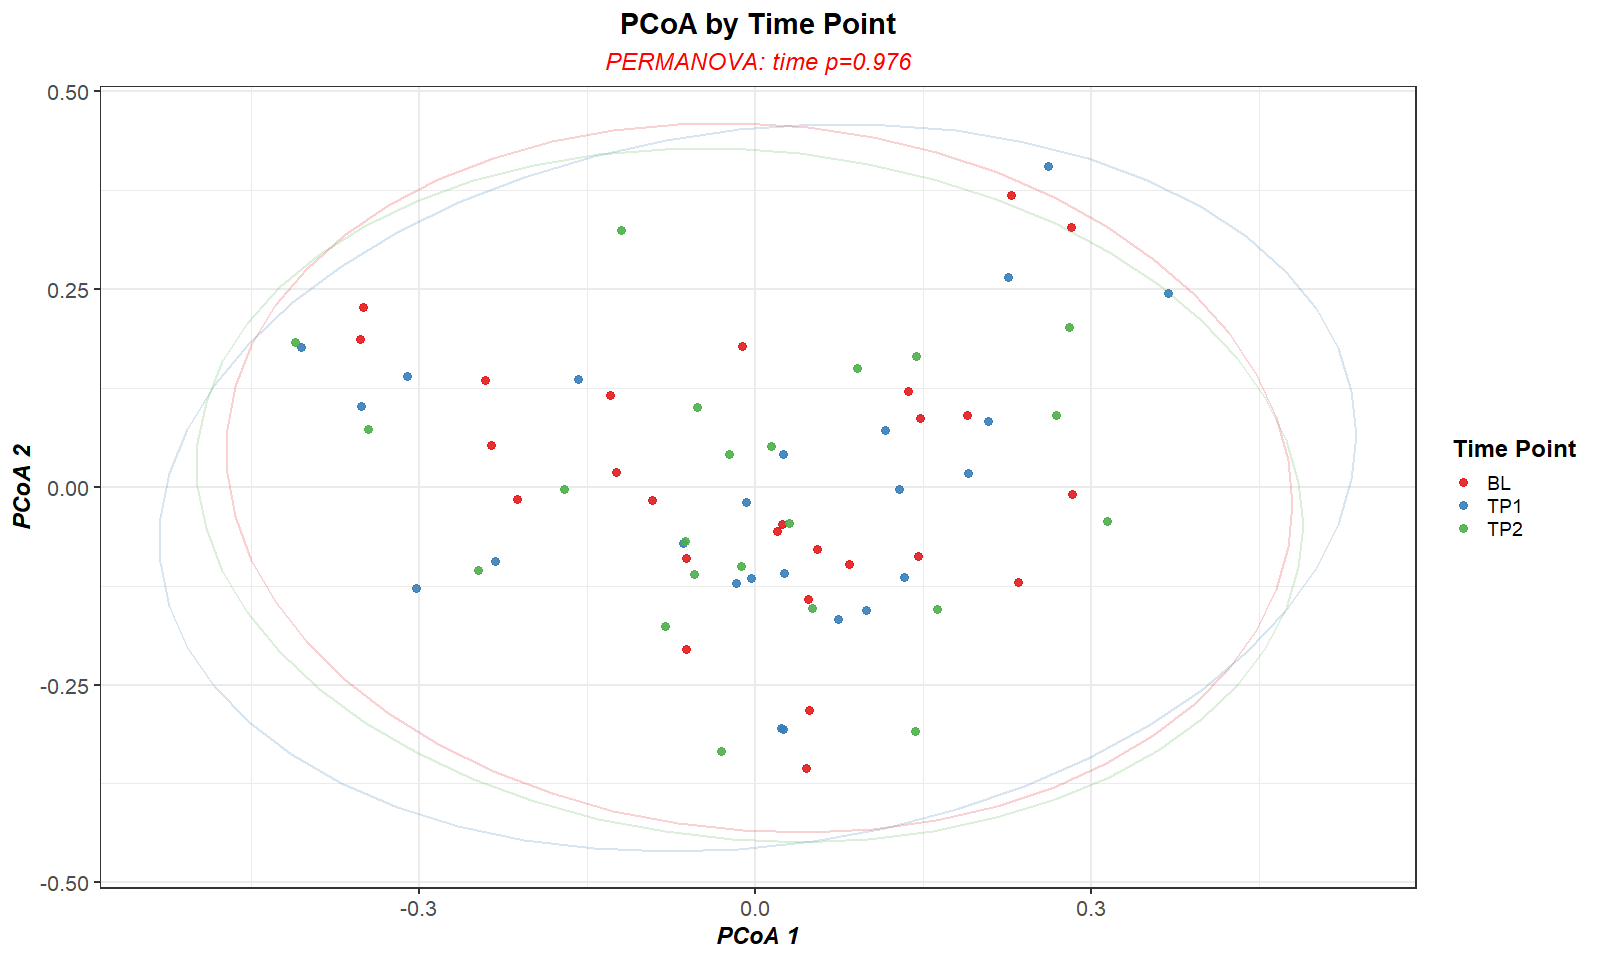 PCoA by Time Point
PERMANOVA: time p=0.976
0.50
0.25
0.00
-0.25
-0.50
PCoA 2
-0.3
0.0
0.3
PCoA 1
Time Point
BL
TP1
TP2